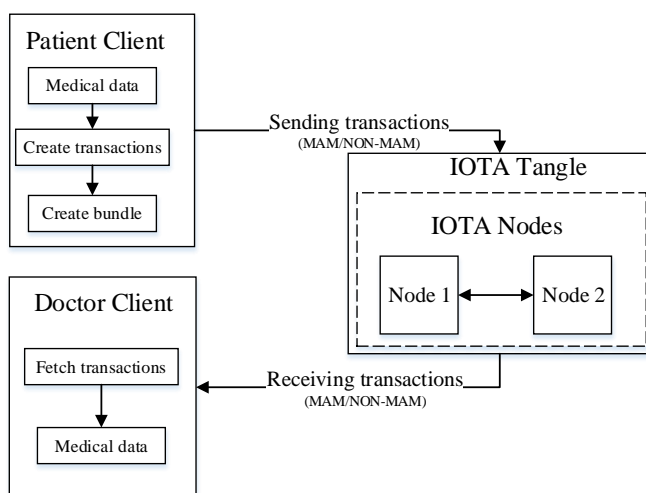 Patient Client
Medical data
Create transactions
Create bundle
Sending transactions
(MAM/NON-MAM)
IOTA Tangle
IOTA Nodes
Node 1
Node 2
Doctor Client
Fetch transactions
Medical data
Receiving transactions
(MAM/NON-MAM)